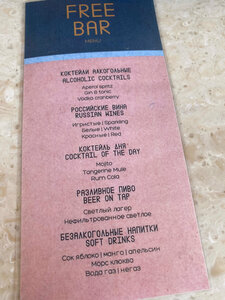 FREE
BAR
MENU
КОКТЕЙЛИ АЛКОГОЛЬНЫЕ
ALCOHOLIC COCKTAILS
Aperol spritz
Gin & tonic
Vodka cranberry
РОССИЙСКИЕ ВИНА
RUSSIAN WINES
Игристые | Sparkling
Белые | White
Красные | Red
КОКТЕЙЛЬ ДНЯ
COCKTAIL OF THE DAY
Mojito
Tangerine Mule
Rum Cola
РАЗЛИВНОЕ ПИВО
BEER ON TAP
Светлый лагер
Нефильтрованное светлое
БЕЗАЛКОГОЛЬНЫЕ НАПИТКИ
SOFT DRINKS
Сок яблоко | манго | апельсин
Морс клюква
Вода газ | негаз